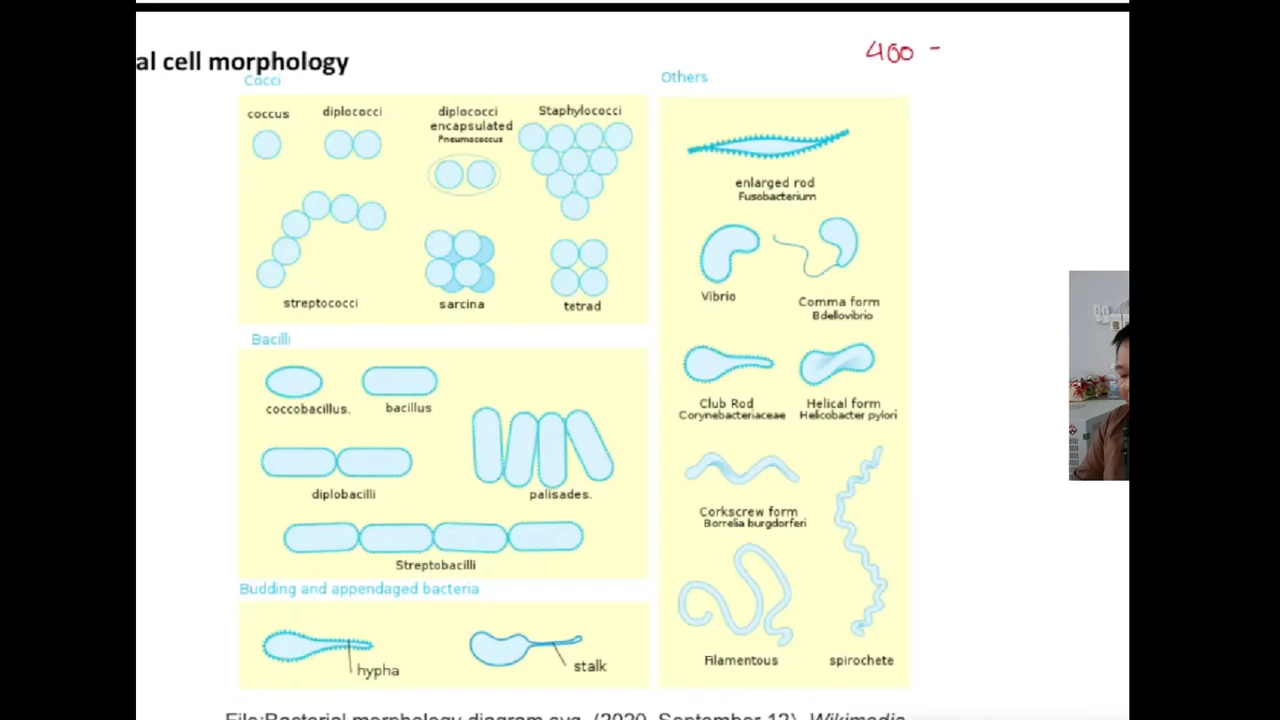 al cell morphology
400 -
Cocci
coccus
diplococci
diplococci
encapsulated
Pneumococcus
Staphylococci
streptococci
sarcina
tetrad
Bacilli
coccobacillus.
bacillus
diplobacilli
palisades.
Streptobacilli
Budding and appendaged bacteria
hypha
stalk
Others
enlarged rod
Fusobacterium
Vibrio
Comma form
Bdellovibrio
Club Rod
Corynebacteriaceae
Helical form
Helicobacter pylori
Corkscrew form
Borrelia burgdorferi
Filamentous
spirochete
File:Bacterial morphology diagram.svg. (2020, September 12). Wikimedia